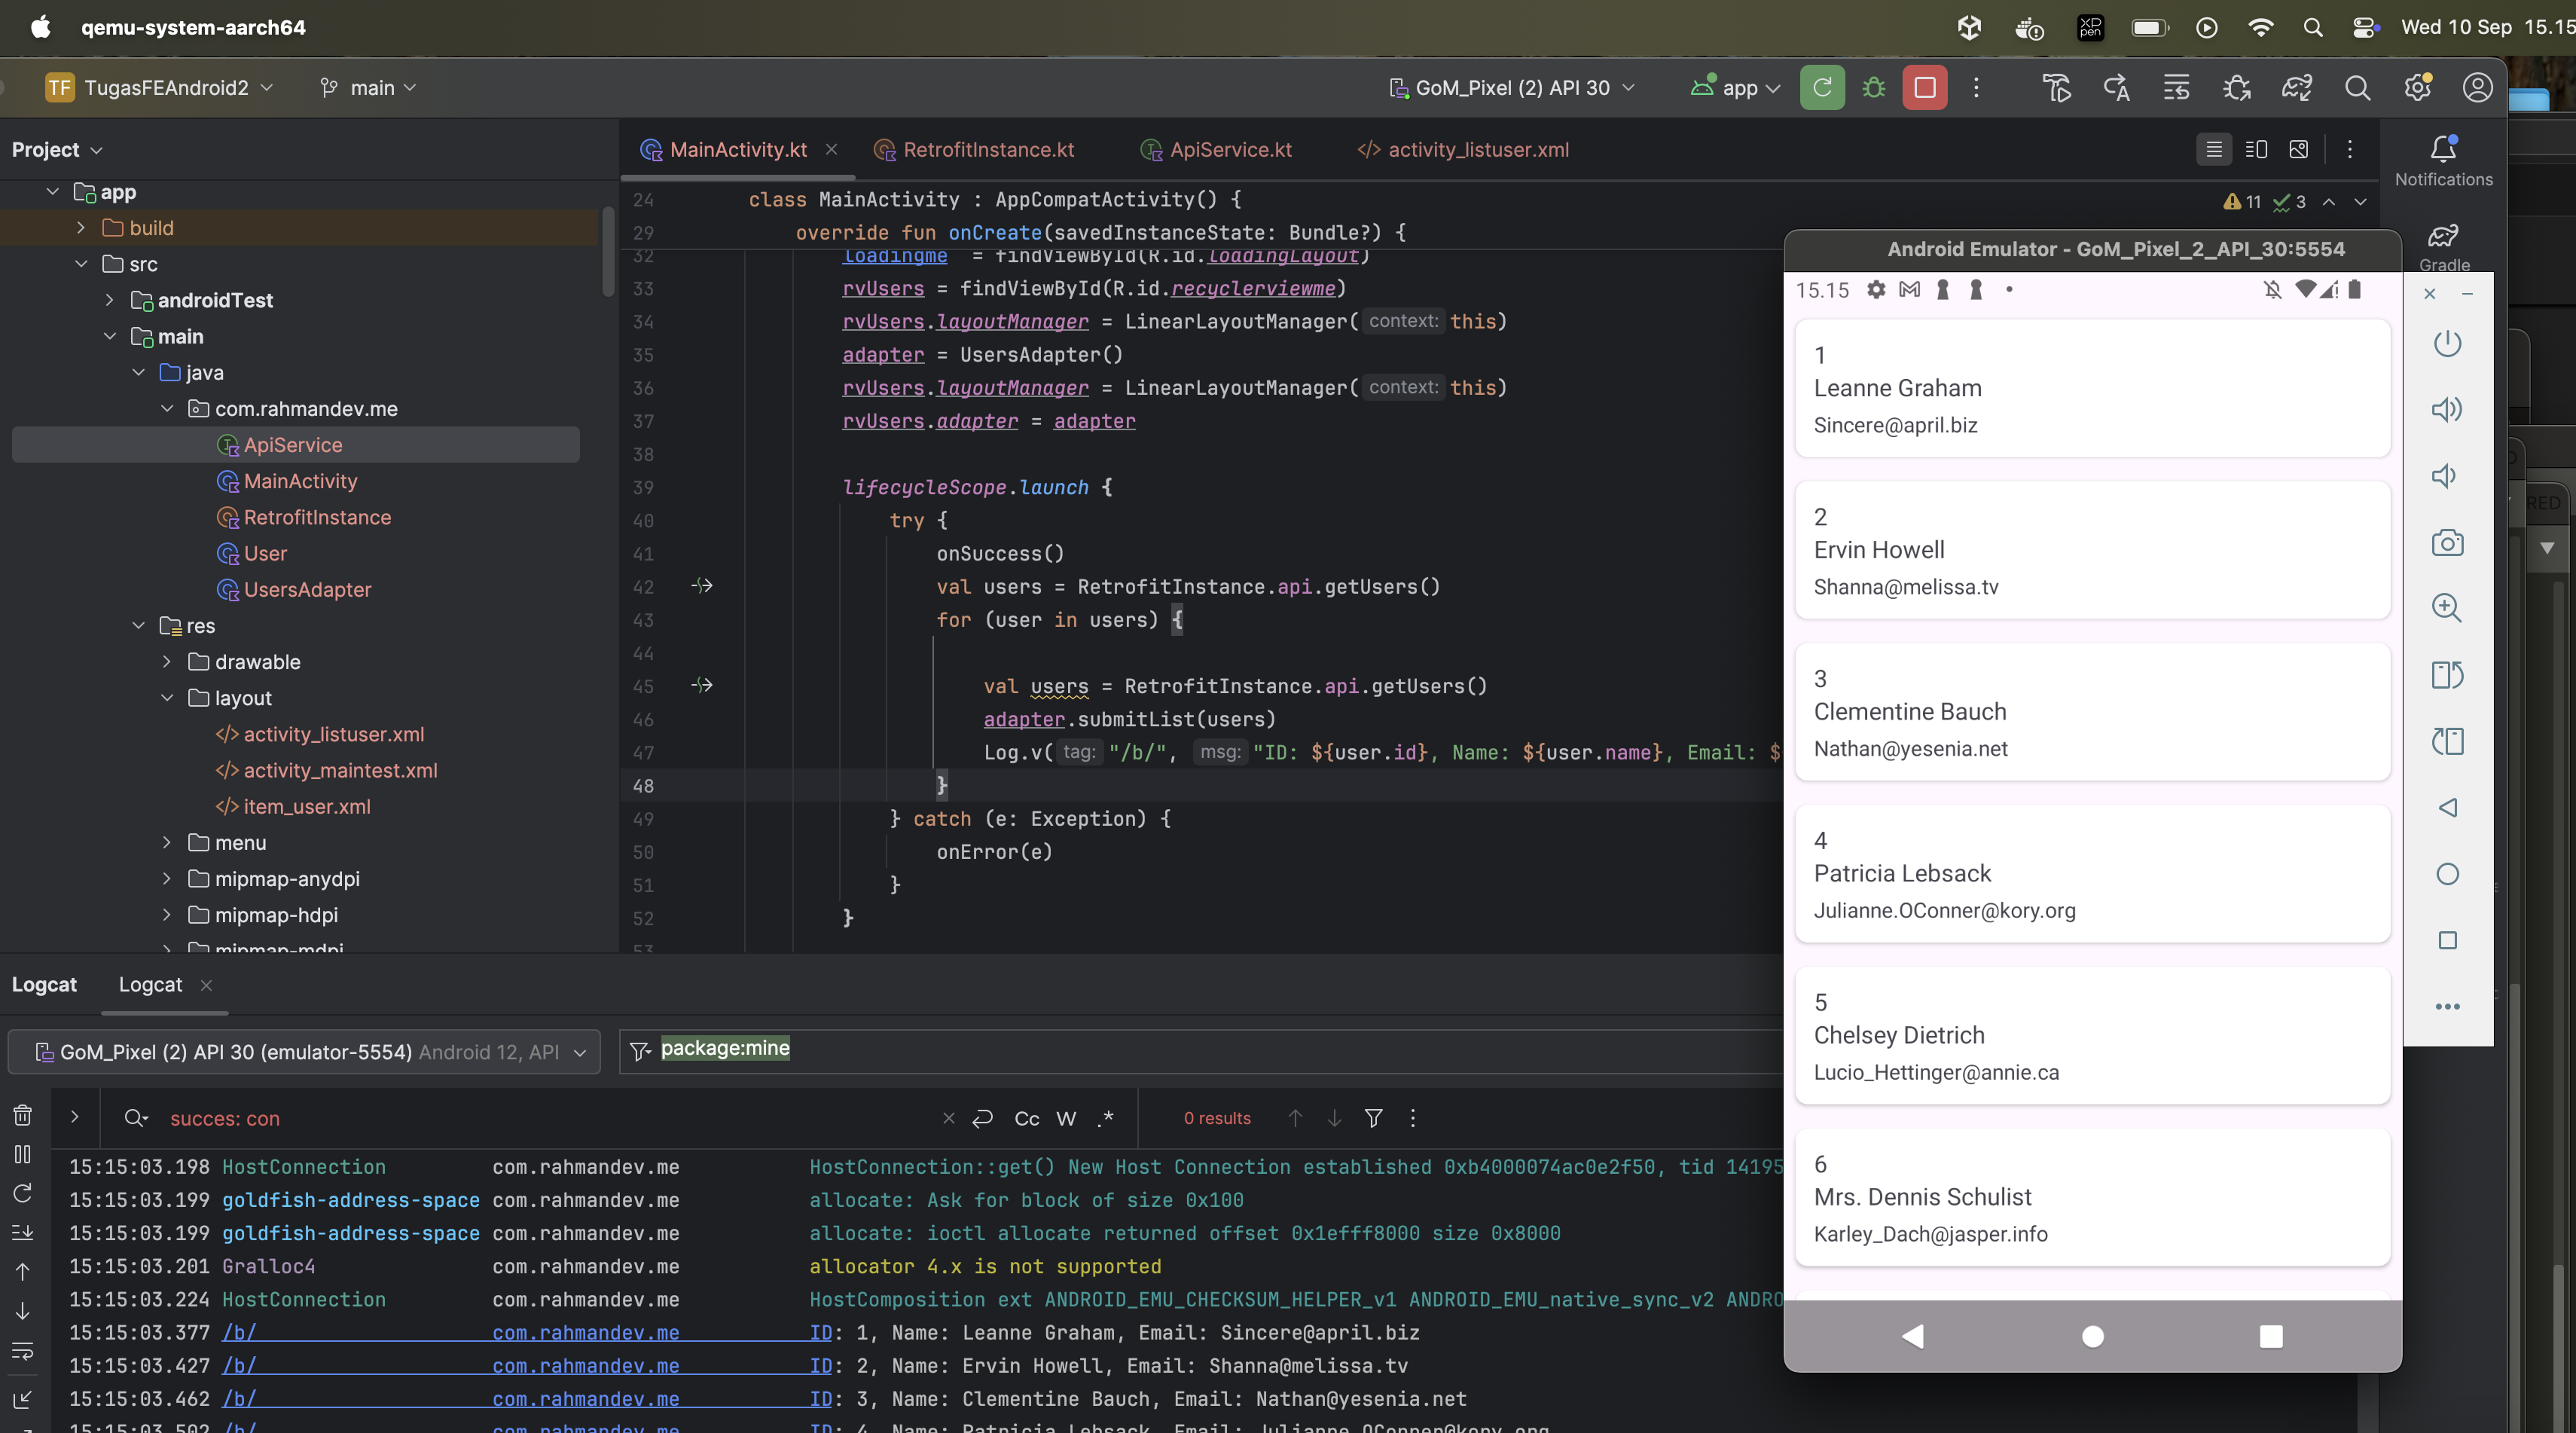 qemu-system-aarch64
XP pen
Wed 10 Sep 15.15
TF TugasFEAndroid2
main
GoM_Pixel (2) API 30
app
Project
MainActivity.kt
RetrofitInstance.kt
ApiService.kt
</> activity_listuser.xml
Notifications
Gradle
app
build
src
androidTest
main
java
com.rahmandev.me
ApiService
MainActivity
RetrofitInstance
User
UsersAdapter
res
drawable
layout
</> activity_listuser.xml
</> activity_maintest.xml
</> item_user.xml
menu
mipmap-anydpi
mipmap-hdpi
mipmap-mdpi
11 3
24 class MainActivity : AppCompatActivity() {
29 override fun onCreate(savedInstanceState: Bundle?) {
32 loadingme = findViewById(R.id.loadingLayout)
33 rvUsers = findViewById(R.id.recyclerviewme)
34 rvUsers.layoutManager = LinearLayoutManager( context: this)
35 adapter = UsersAdapter()
36 rvUsers.layoutManager = LinearLayoutManager( context: this)
37 rvUsers.adapter = adapter
38
39 lifecycleScope.launch {
40 try {
41 onSuccess()
42 val users = RetrofitInstance.api.getUsers()
43 for (user in users) {
44
45 val users = RetrofitInstance.api.getUsers()
46 adapter.submitList(users)
47 Log.v( tag: "/b/", msg: "ID: ${user.id}, Name: ${user.name}, Email: $
48 }
49 } catch (e: Exception) {
50 onError(e)
51 }
52 }
53
Android Emulator - GoM_Pixel_2_API_30:5554
15.15
1
Leanne Graham
Sincere@april.biz
2
Ervin Howell
Shanna@melissa.tv
3
Clementine Bauch
Nathan@yesenia.net
4
Patricia Lebsack
Julianne.OConner@kory.org
5
Chelsey Dietrich
Lucio_Hettinger@annie.ca
6
Mrs. Dennis Schulist
Karley_Dach@jasper.info
RED
Logcat Logcat
GoM_Pixel (2) API 30 (emulator-5554) Android 12, API
package:mine
succes: con
Cc W .*
0 results
15:15:03.198 HostConnection com.rahmandev.me HostConnection::get() New Host Connection established 0xb4000074ac0e2f50, tid 14195
15:15:03.199 goldfish-address-space com.rahmandev.me allocate: Ask for block of size 0x100
15:15:03.199 goldfish-address-space com.rahmandev.me allocate: ioctl allocate returned offset 0x1efff8000 size 0x8000
15:15:03.201 Gralloc4 com.rahmandev.me allocator 4.x is not supported
15:15:03.224 HostConnection com.rahmandev.me HostComposition ext ANDROID_EMU_CHECKSUM_HELPER_v1 ANDROID_EMU_native_sync_v2 ANDRO
15:15:03.377 /b/ com.rahmandev.me ID: 1, Name: Leanne Graham, Email: Sincere@april.biz
15:15:03.427 /b/ com.rahmandev.me ID: 2, Name: Ervin Howell, Email: Shanna@melissa.tv
15:15:03.462 /b/ com.rahmandev.me ID: 3, Name: Clementine Bauch, Email: Nathan@yesenia.net
15:15:03.502 /b/ com.rahmandev.me ID: 4, Name: Patricia Lebsack, Email: Julianne.OConner@kory.org